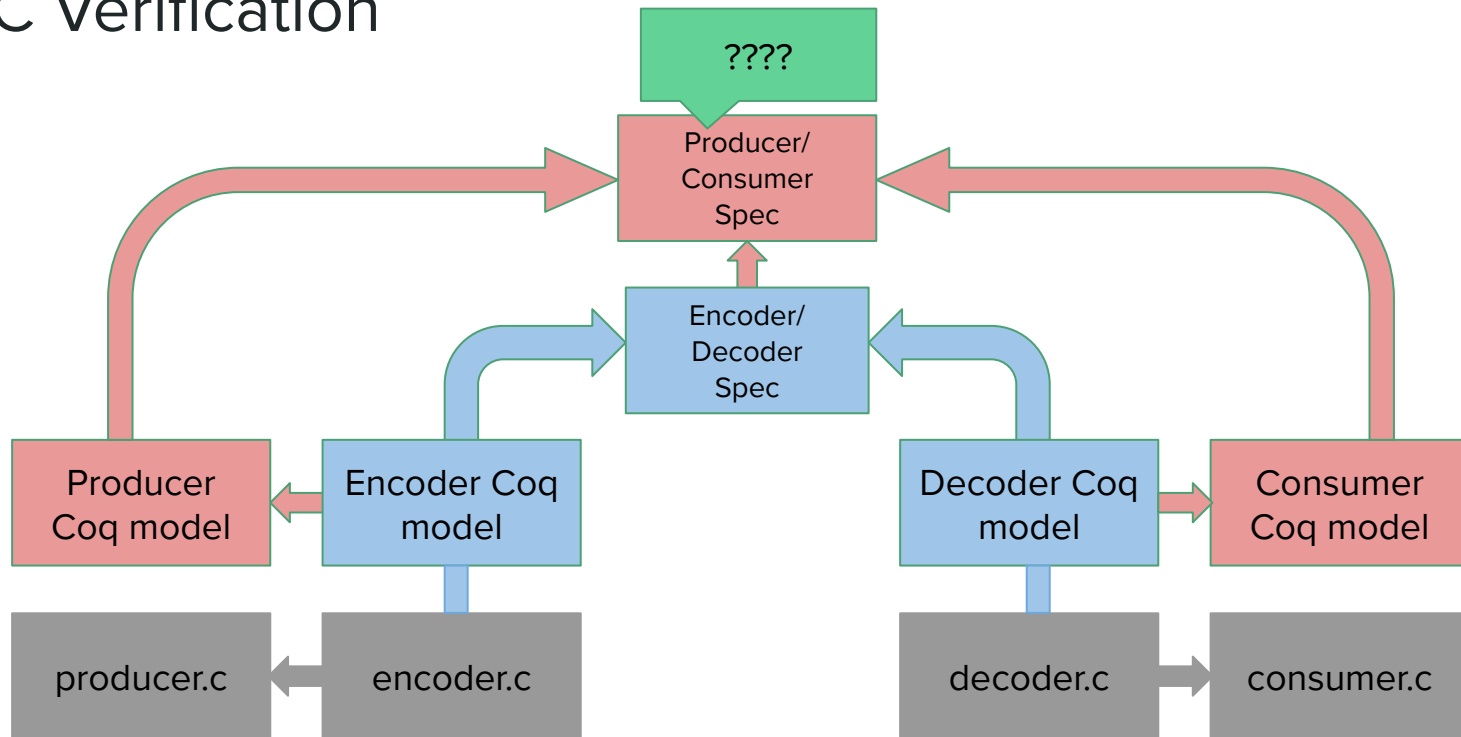 C Verification
????
Producer/
Consumer
Spec
Encoder/
Decoder
Spec
Producer
Coq model
Encoder Coq
model
Decoder Coq
model
Consumer
Coq model
producer.c
encoder.c
decoder.c
consumer.c